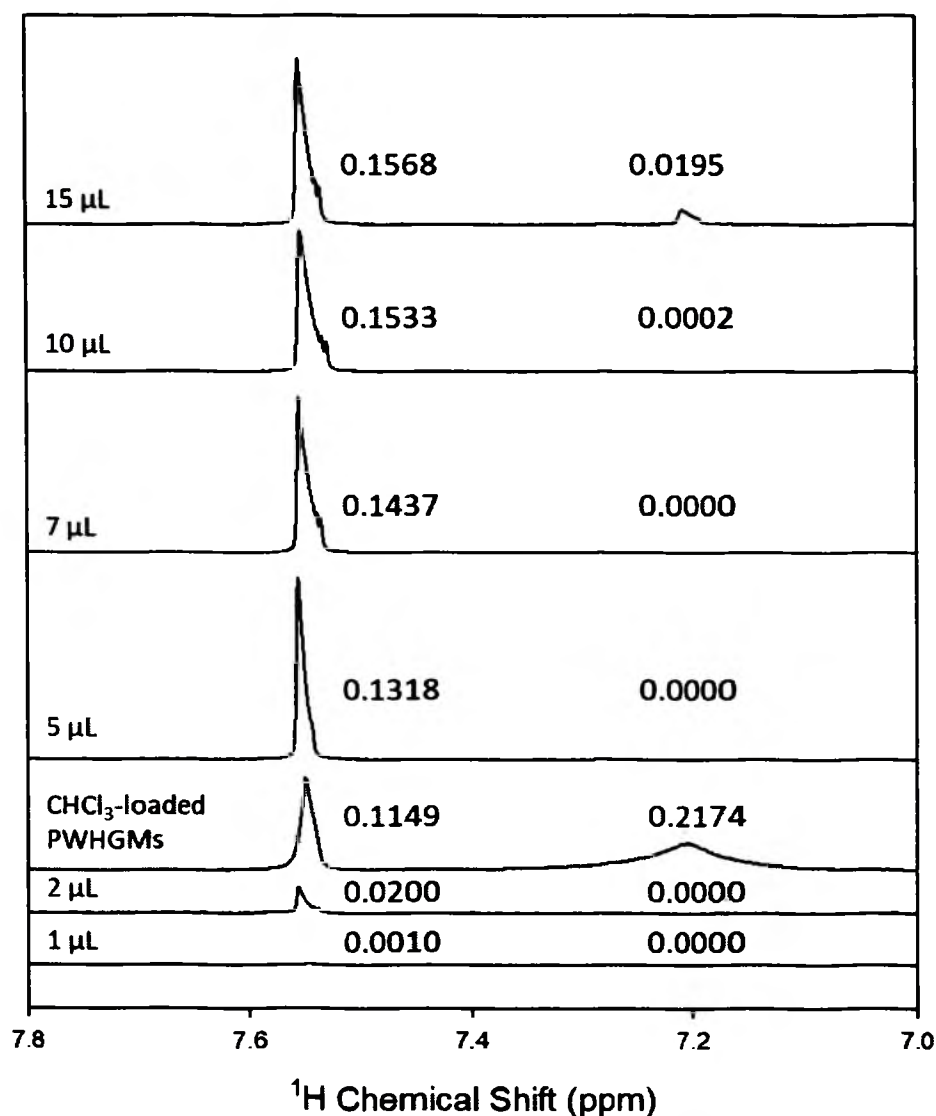 0.1568 0.0195
15 µL
0.1533 0.0002
10 µL
0.1437 0.0000
7 µL
0.1318 0.0000
5 µL
CHCl₃-loaded
PWHGMs
0.1149 0.2174
2 µL 0.0200 0.0000
1 µL 0.0010 0.0000
7.8 7.6 7.4 7.2 7.0
¹H Chemical Shift (ppm)